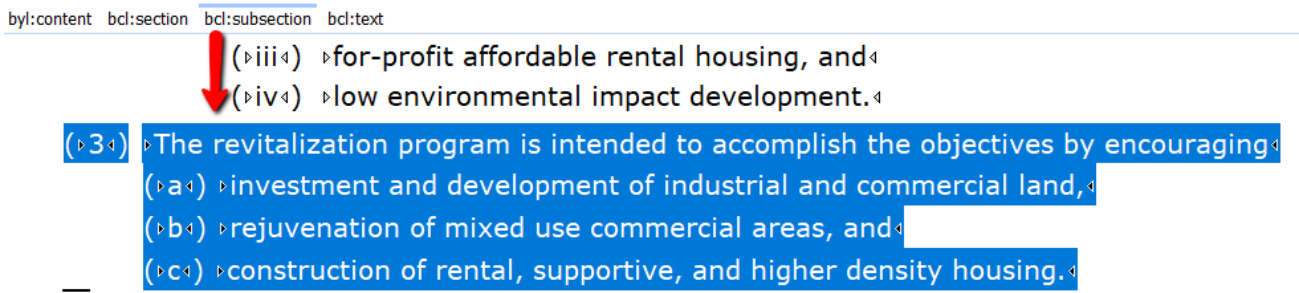 byl:content bcl:section bcl:subsection bcl:text
(iii) for-profit affordable rental housing, and
(iv) low environmental impact development.
(3) The revitalization program is intended to accomplish the objectives by encouraging
(a) investment and development of industrial and commercial land,
(b) rejuvenation of mixed use commercial areas, and
(c) construction of rental, supportive, and higher density housing.